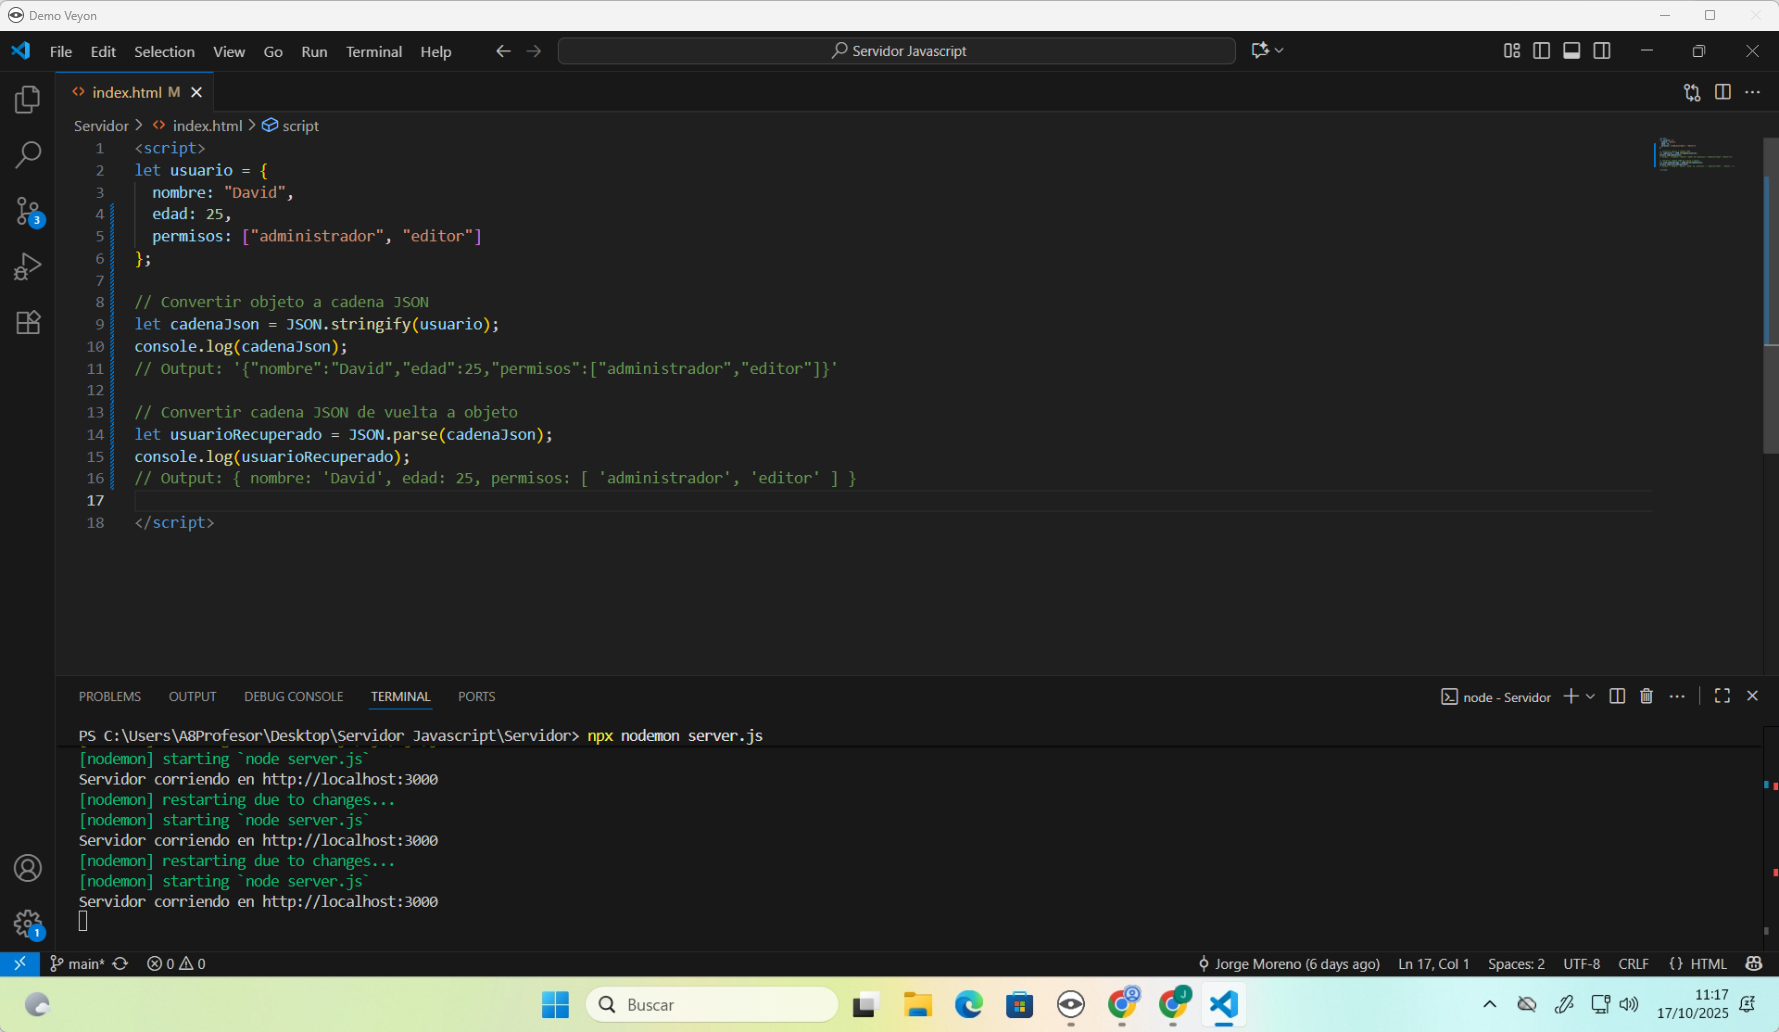 Demo Veyon
File Edit Selection View Go Run Terminal Help
Servidor Javascript
index.html M
Servidor > index.html > script
1 <script>
2 let usuario = {
3 nombre: "David",
4 edad: 25,
5 permisos: ["administrador", "editor"]
6 };
7
8 // Convertir objeto a cadena JSON
9 let cadenaJson = JSON.stringify(usuario);
10 console.log(cadenaJson);
11 // Output: '{"nombre":"David","edad":25,"permisos":["administrador","editor"]}'
12
13 // Convertir cadena JSON de vuelta a objeto
14 let usuarioRecuperado = JSON.parse(cadenaJson);
15 console.log(usuarioRecuperado);
16 // Output: { nombre: 'David', edad: 25, permisos: [ 'administrador', 'editor' ] }
17
18 </script>
3
PROBLEMS OUTPUT DEBUG CONSOLE TERMINAL PORTS
node - Servidor
PS C:\Users\A8Profesor\Desktop\Servidor Javascript\Servidor> npx nodemon server.js
[nodemon] starting `node server.js`
Servidor corriendo en http://localhost:3000
[nodemon] restarting due to changes...
[nodemon] starting `node server.js`
Servidor corriendo en http://localhost:3000
[nodemon] restarting due to changes...
[nodemon] starting `node server.js`
Servidor corriendo en http://localhost:3000
1
main* 0 0
Jorge Moreno (6 days ago) Ln 17, Col 1 Spaces: 2 UTF-8 CRLF {} HTML
Buscar
J
11:17
17/10/2025